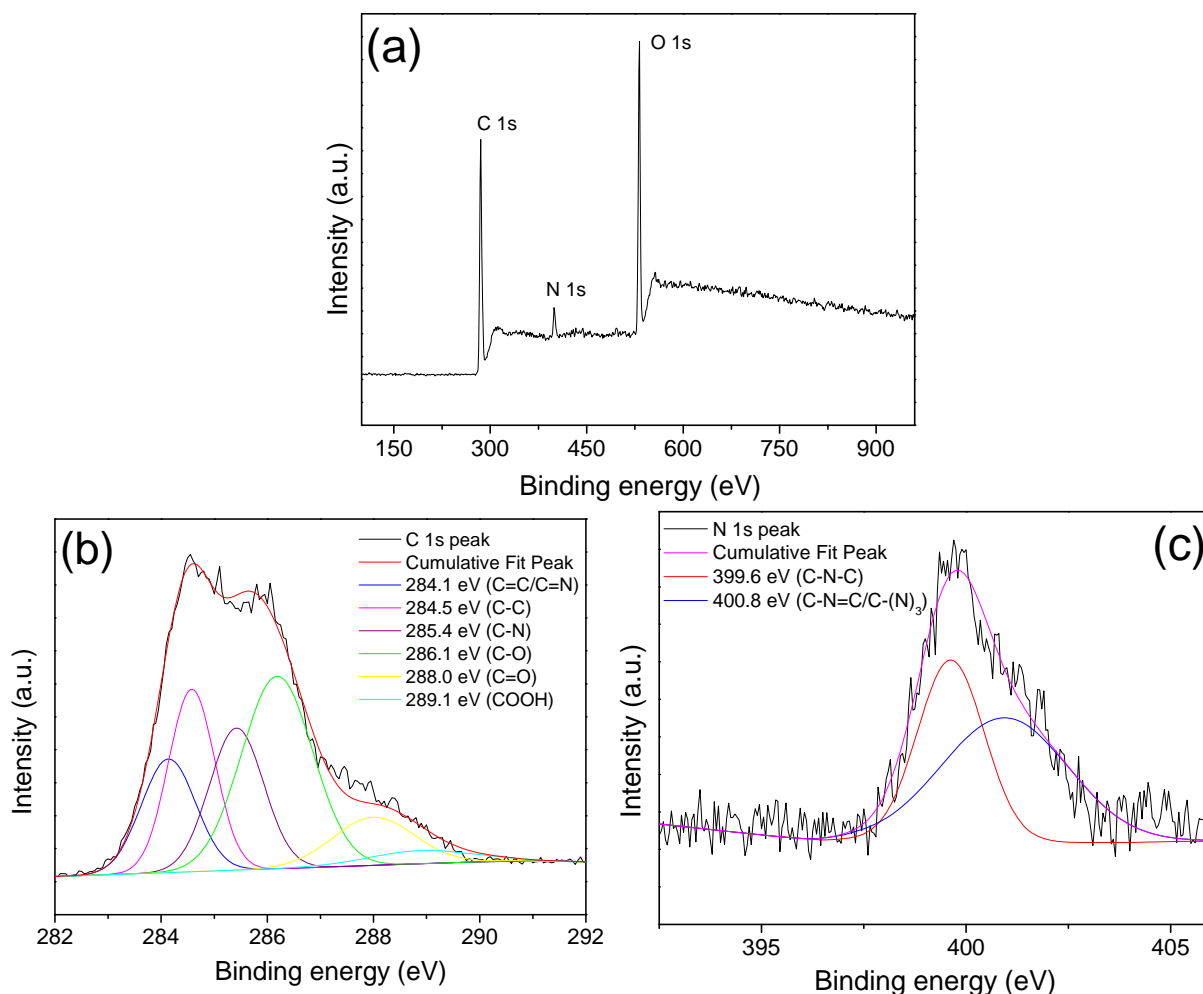 (a)
O 1s
C 1s
N 1s
Intensity (a.u.)
150 300 450 600 750 900
Binding energy (eV)
(b)
C 1s peak
Cumulative Fit Peak
284.1 eV (C=C/C=N)
284.5 eV (C-C)
285.4 eV (C-N)
286.1 eV (C-O)
288.0 eV (C=O)
289.1 eV (COOH)
Intensity (a.u.)
282 284 286 288 290 292
Binding energy (eV)
(c)
N 1s peak
Cumulative Fit Peak
399.6 eV (C-N-C)
400.8 eV (C-N=C/C-(N)3)
Intensity (a.u.)
395 400 405
Binding energy (eV)